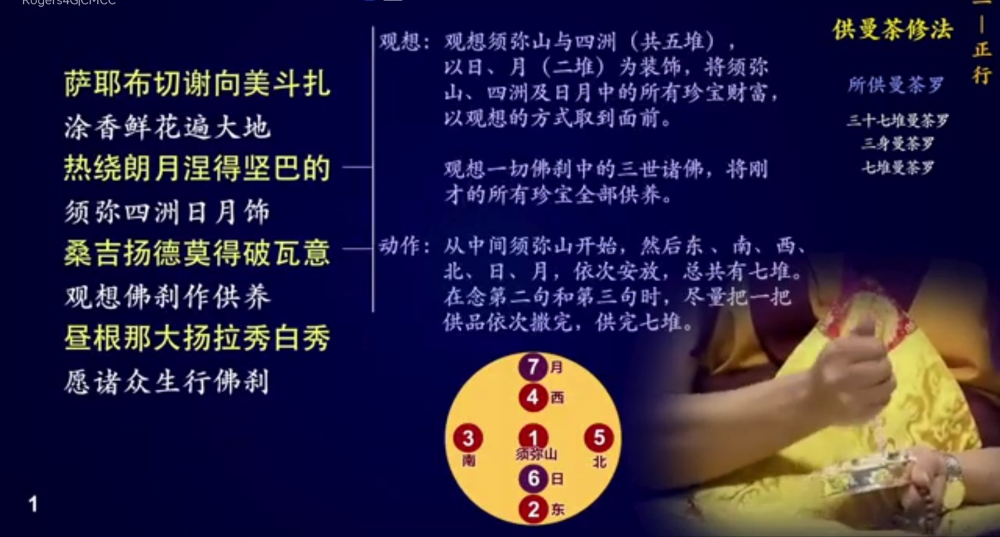 Rogers4G|CMCC
萨耶布切谢向美斗扎
涂香鲜花遍大地
热绕朗月涅得坚巴的
须弥四洲日月饰
桑吉扬德莫得破瓦意
观想佛刹作供养
昼根那大扬拉秀白秀
愿诸众生行佛刹
观想：观想须弥山与四洲（共五堆），
以日、月（二堆）为装饰，将须弥
山、四洲及日月中的所有珍宝财富，
以观想的方式取到面前。
观想一切佛刹中的三世诸佛，将刚
才的所有珍宝全部供养。
动作：从中间须弥山开始，然后东、南、西、
北、日、月，依次安放，总共有七堆。
在念第二句和第三句时，尽量把一把
供品依次撒完，供完七堆。
7 月
4 西
3 南
1 须弥山
5 北
6 日
2 东
供曼茶修法
所供曼茶罗
三十七堆曼茶罗
三身曼茶罗
七堆曼茶罗
正行
1